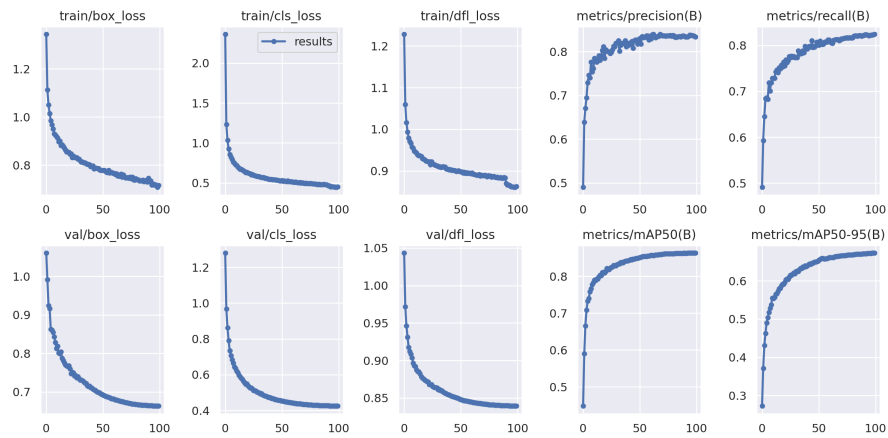 train/box_loss
train/cls_loss
train/dfl_loss
metrics/precision(B)
metrics/recall(B)
1.2
1.0
0.8
0 50 100
results
2.0
1.5
1.0
0.5
0 50 100
1.2
1.1
1.0
0.9
0 50 100
0.8
0.7
0.6
0.5
0 50 100
0.8
0.7
0.6
0.5
0 50 100
val/box_loss
val/cls_loss
val/dfl_loss
metrics/mAP50(B)
metrics/mAP50-95(B)
1.0
0.9
0.8
0.7
0 50 100
1.2
1.0
0.8
0.6
0.4
0 50 100
1.05
1.00
0.95
0.90
0.85
0 50 100
0.8
0.7
0.6
0.5
0 50 100
0.6
0.5
0.4
0.3
0 50 100